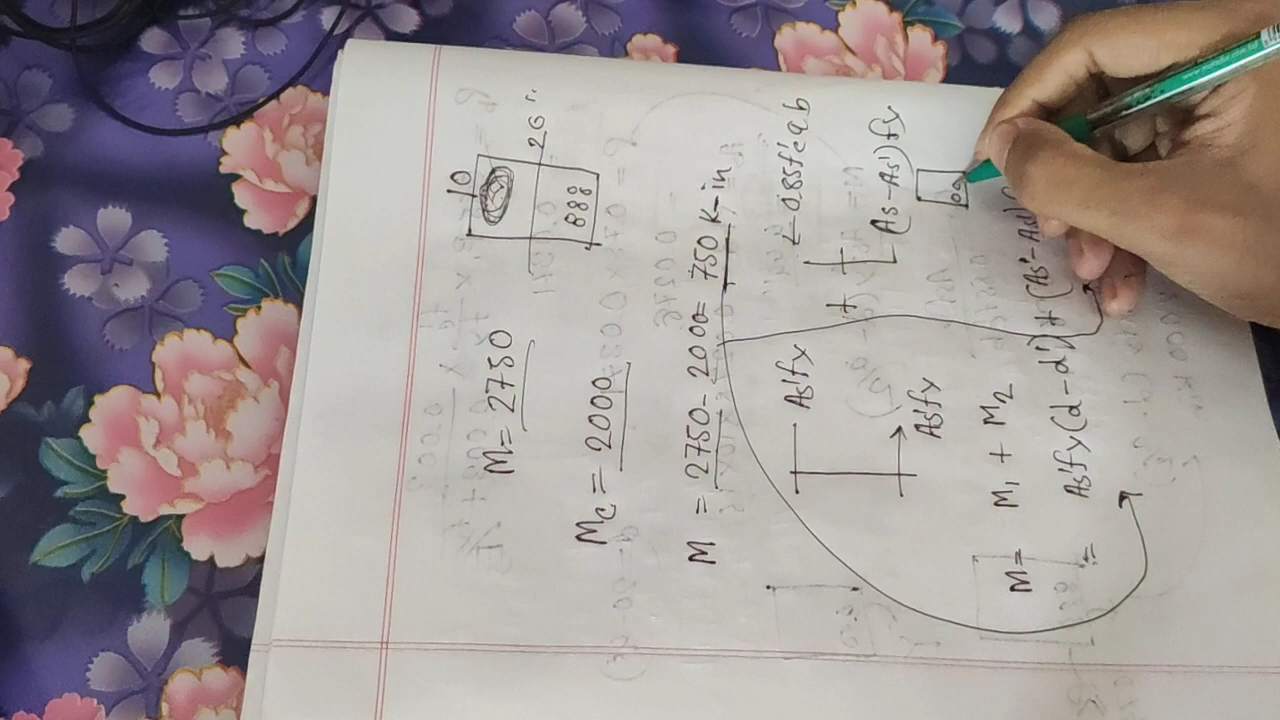 10
26"
888
M = 2750
Mc = 2000
M = 2750 - 2000 = 750 K-in
As'fy + 0.85f'c ab
As'fy (As-As')fy
M = M1 + M2
= As'fy(d-d') + (As'-As)